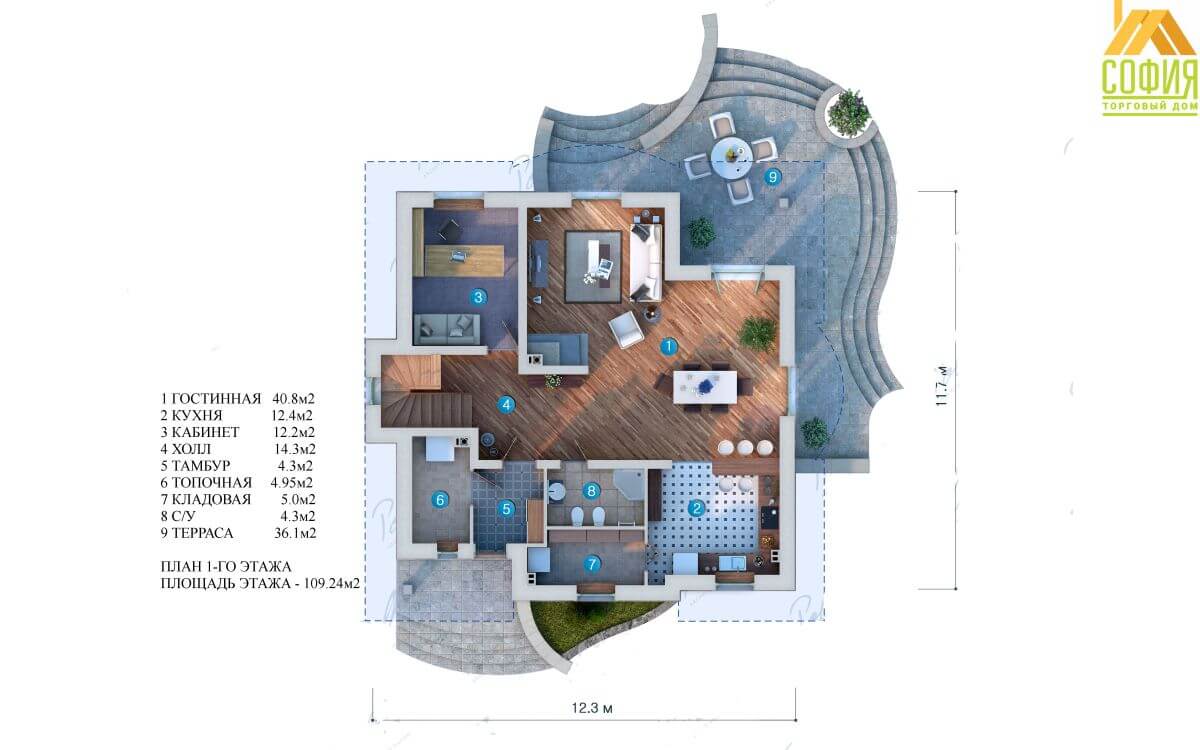 СОФИЯ
ТОРГОВЫЙ ДОМ
9
3
1
4
8
6
5
2
7
11.7 м
12.3 м
1 ГОСТИННАЯ 40.8м2
2 КУХНЯ 12.4м2
3 КАБИНЕТ 12.2м2
4 ХОЛЛ 14.3м2
5 ТАМБУР 4.3м2
6 ТОПОЧНАЯ 4.95м2
7 КЛАДОВАЯ 5.0м2
8 С/У 4.3м2
9 ТЕРРАСА 36.1м2
ПЛАН 1-ГО ЭТАЖА
ПЛОЩАДЬ ЭТАЖА - 109.24м2